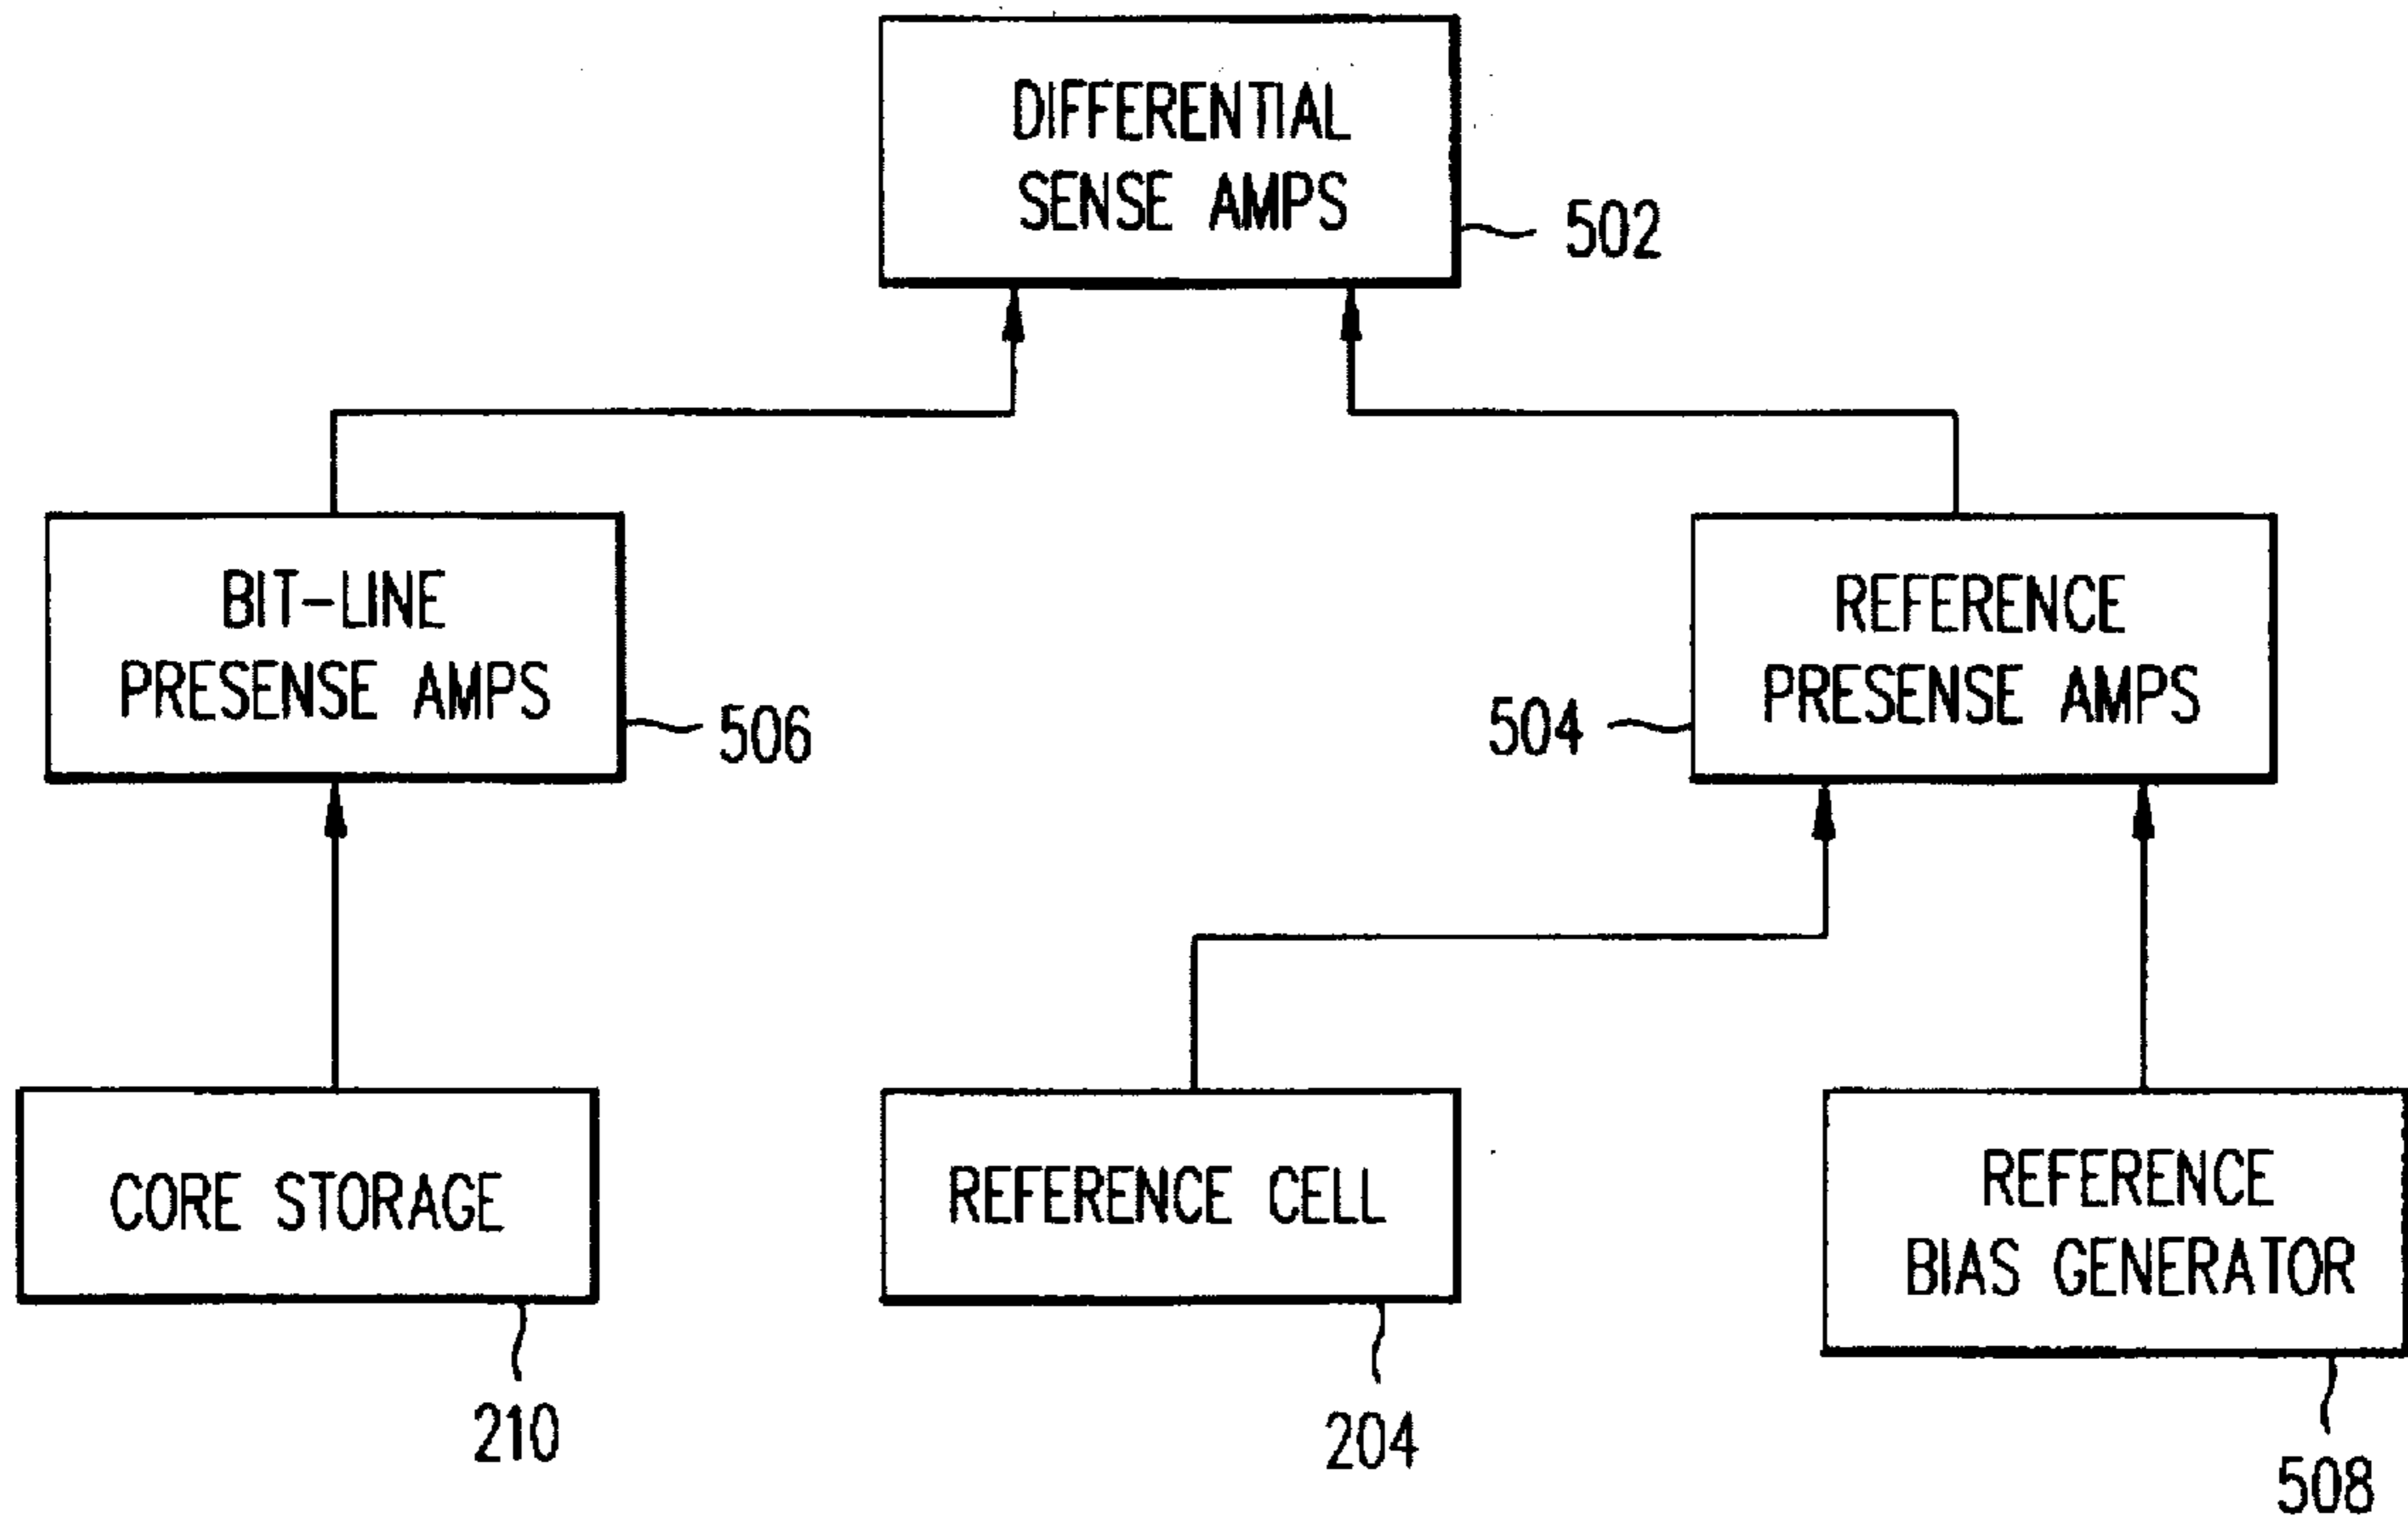 DIFFERENTIAL
SENSE AMPS
502
BIT-LINE
PRESENSE AMPS
506
504
REFERENCE
PRESENSE AMPS
CORE STORAGE
210
REFERENCE CELL
204
REFERENCE
BIAS GENERATOR
508